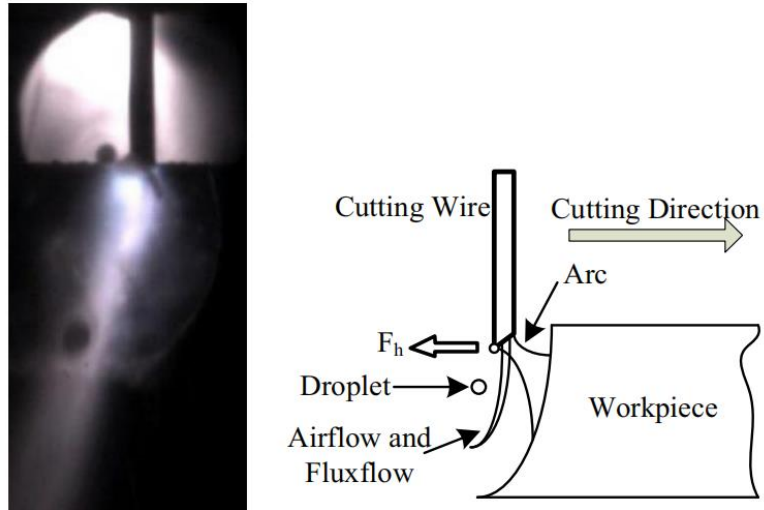 Cutting Wire
Cutting Direction
Arc
Fₕ
Droplet
Workpiece
Airflow and
Fluxflow